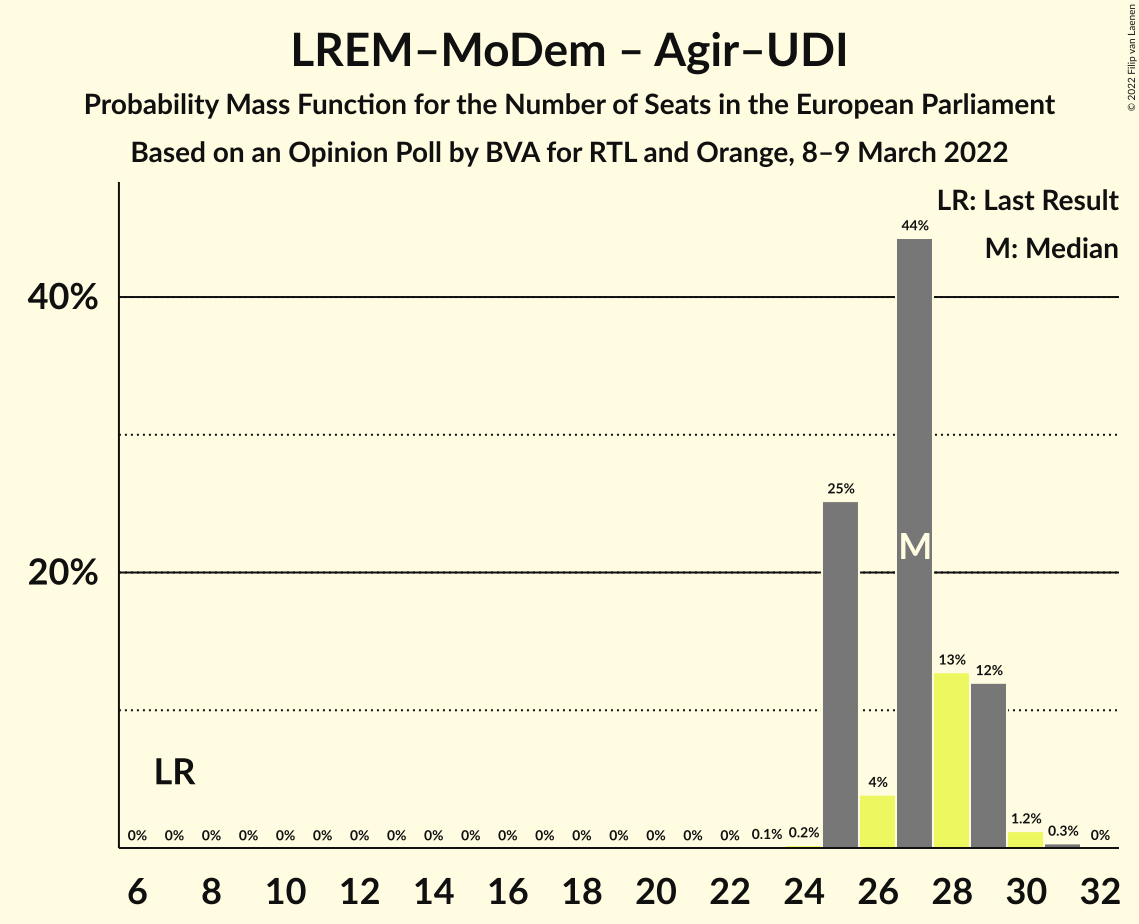 LREM–MoDem – Agir–UDI
Probability Mass Function for the Number of Seats in the European Parliament
Based on an Opinion Poll by BVA for RTL and Orange, 8–9 March 2022
© 2022 Filip van Laenen
LR: Last Result
M: Median
40%
20%
44%
25%
M
13%
12%
4%
LR
0% 0% 0% 0% 0% 0% 0% 0% 0% 0% 0% 0% 0% 0% 0% 0% 0% 0.1% 0.2% 1.2% 0.3% 0%
6 8 10 12 14 16 18 20 22 24 26 28 30 32